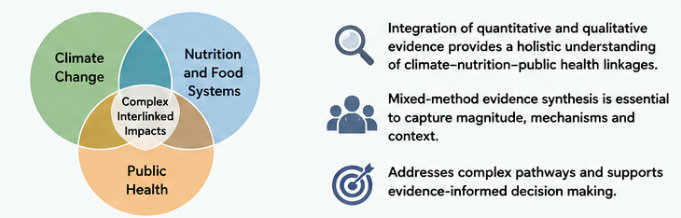 Climate
Change
Nutrition
and Food
Systems
Complex
Interlinked
Impacts
Public
Health
Integration of quantitative and qualitative
evidence provides a holistic understanding
of climate–nutrition–public health linkages.
Mixed-method evidence synthesis is essential
to capture magnitude, mechanisms and
context.
Addresses complex pathways and supports
evidence-informed decision making.